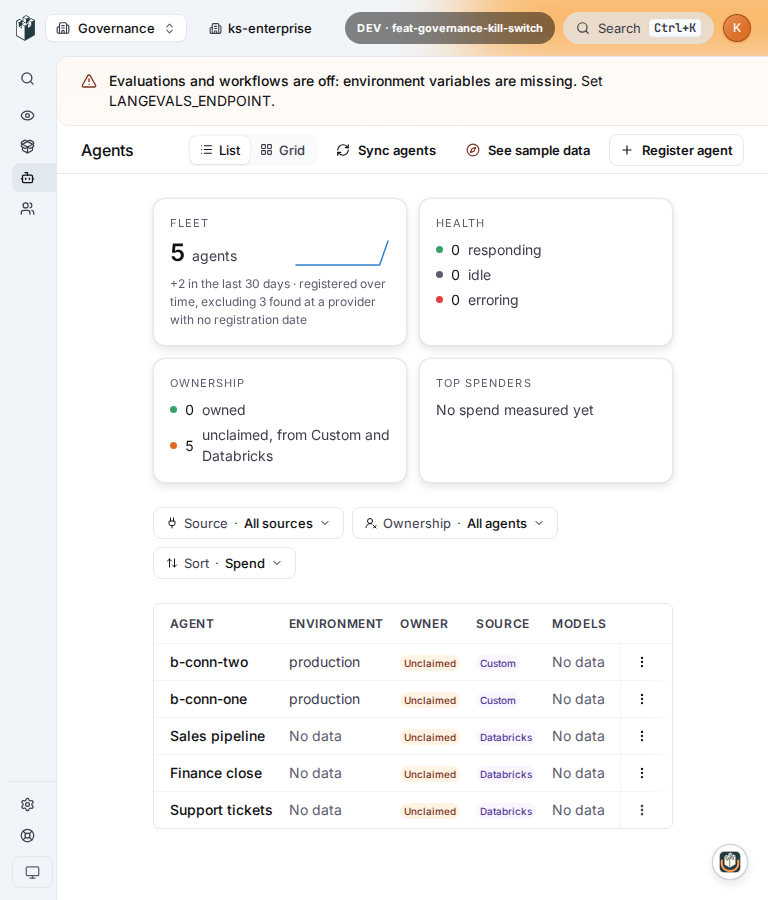 Governance
ks-enterprise
DEV · feat-governance-kill-switch
Search Ctrl+K
K
Evaluations and workflows are off: environment variables are missing. Set
LANGEVALS_ENDPOINT.
Agents
List
Grid
Sync agents
See sample data
Register agent
FLEET
5 agents
+2 in the last 30 days · registered over
time, excluding 3 found at a provider
with no registration date
HEALTH
0 responding
0 idle
0 erroring
OWNERSHIP
0 owned
5 unclaimed, from Custom and
Databricks
TOP SPENDERS
No spend measured yet
Source · All sources
Ownership · All agents
Sort · Spend
AGENT ENVIRONMENT OWNER SOURCE MODELS
b-conn-two production Unclaimed Custom No data
b-conn-one production Unclaimed Custom No data
Sales pipeline No data Unclaimed Databricks No data
Finance close No data Unclaimed Databricks No data
Support tickets No data Unclaimed Databricks No data